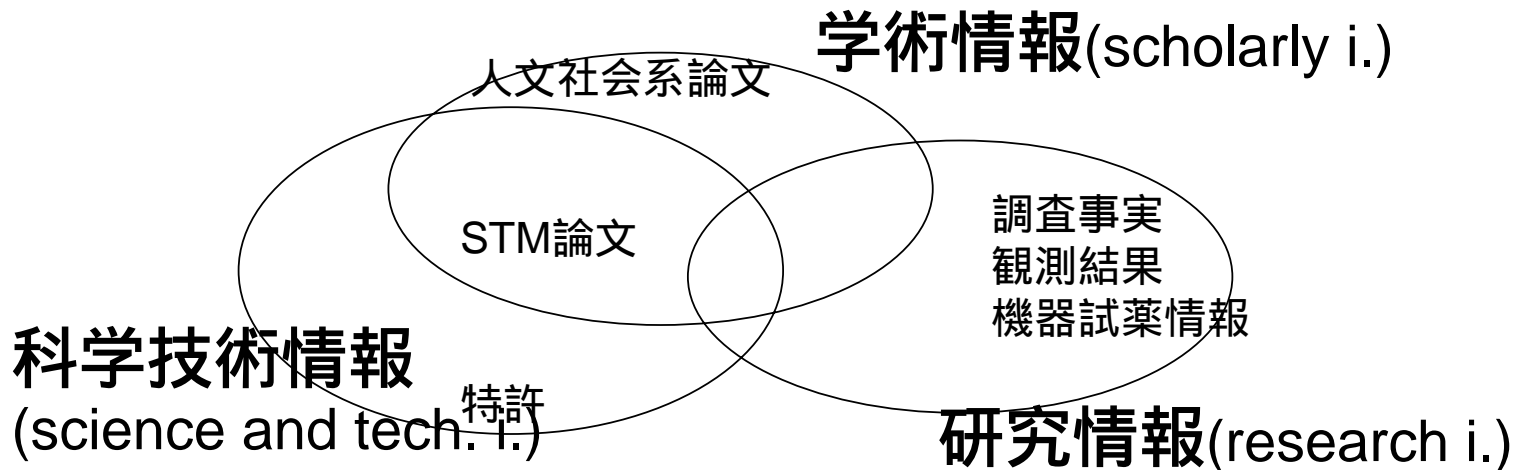 学術情報(scholarly i.)
人文社会系論文
STM論文
調査事実
観測結果
機器試薬情報
科学技術情報
(science and tech. i.)
特許
研究情報(research i.)